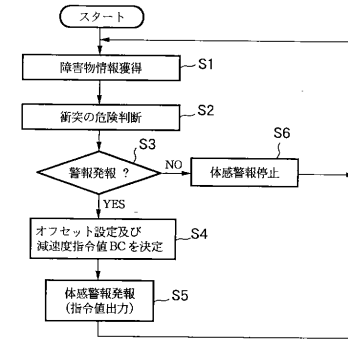 スタート
障害物情報獲得
S1
衝突の危険判断
S2
S3
警報発報 ?
NO
S6
体感警報停止
YES
オフセット設定及び
減速度指令値BCを決定
S4
体感警報発報
(指令値出力)
S5